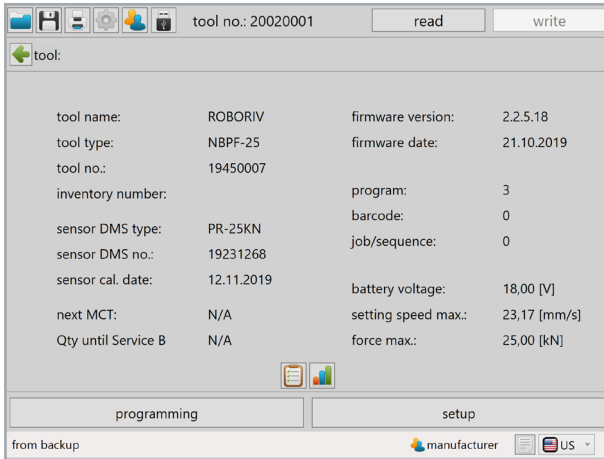 tool no.: 20020001 read write
tool:
tool name: ROBORIV firmware version: 2.2.5.18
tool type: NBPF-25 firmware date: 21.10.2019
tool no.: 19450007
inventory number: program: 3
barcode: 0
sensor DMS type: PR-25KN job/sequence: 0
sensor DMS no.: 19231268
sensor cal. date: 12.11.2019 battery voltage: 18,00 [V]
next MCT: N/A setting speed max.: 23,17 [mm/s]
Qty until Service B N/A force max.: 25,00 [kN]
programming setup
from backup manufacturer US